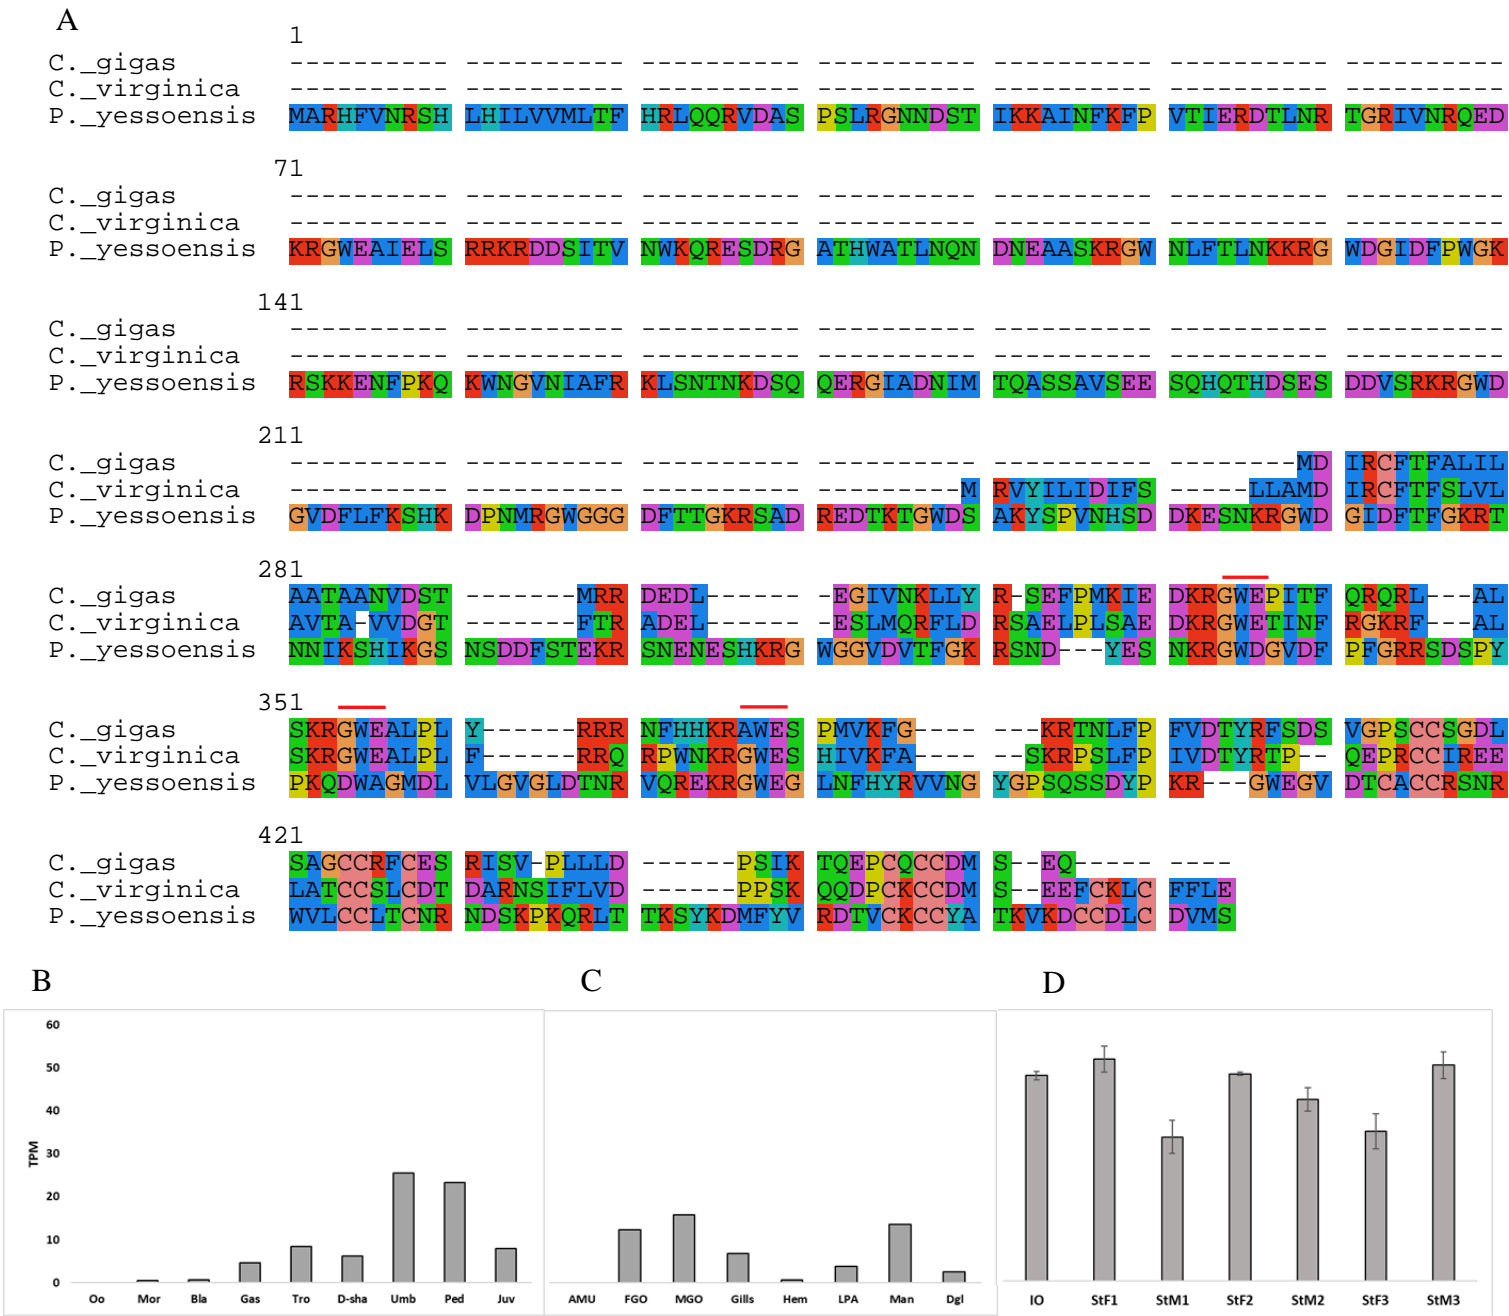 A
1
C._gigas ---------- ---------- ---------- ---------- ---------- ---------- ----------
C._virginica ---------- ---------- ---------- ---------- ---------- ---------- ----------
P._yessoensis MARHFVNRSH LHILVVMLTF HRLQQRVDAS PSLRGNNDST IKKAINFKFP VTIERDTLNR TGRIVNRQED
71
C._gigas ---------- ---------- ---------- ---------- ---------- ---------- ----------
C._virginica ---------- ---------- ---------- ---------- ---------- ---------- ----------
P._yessoensis KRGWEAIELS RRKRDDSITV NWKQRESDRG ATHWATLNQN DNEAASKRGW NLFTLNKKRG WDGIDFPWGK
141
C._gigas ---------- ---------- ---------- ---------- ---------- ---------- ----------
C._virginica ---------- ---------- ---------- ---------- ---------- ---------- ----------
P._yessoensis RSKKENFPKQ KWNGVNIAFR KLSNTNKDSQ QERGIADNIM TQASSAVSEE SQHQTHDSES DDVSRKRGWD
211
C._gigas ---------- ---------- ---------- ---------- ---------- --------MD IRCFTFALIL
C._virginica ---------- ---------- ---------- ---------M RVYILIDIFS -----LLAMD IRCFTFSLVL
P._yessoensis GVDFLFKSHK DPNMRGWGGG DFTTGKRSAD REDTKTGWDS AKYSPVNHSD DKESNKRGWD GIDFTFGKRT
281
C._gigas AATAANVDST -------MRR DEDL------ -EGIVNKLLY R-SEFPMKIE DKRGWEPITF QRQRL---AL
C._virginica AVTA-VVDGT -------FTR ADEL------ -ESLMQRFLD RSAELPLSAE DKRGWETINF RGKRF---AL
P._yessoensis NNIKSHIKGS NSDDFSTEKR SNENESHKRG WGGVDVTFGK RSND---YES NKRGWDGVDF PFGRRSDSPY
351
C._gigas SKRGWEALPL Y------RRR NFHHKRAWES PMVKFG---- ---KRTNLFP FVDTYRFSDS VGPSCCSGDL
C._virginica SKRGWEALPL F------RRQ RPWNKRGWES HIVKFA---- --SKRPSLFP IVDTYRTP-- QEPRCCIREE
P._yessoensis PKQDWAGMDL VLGVGLDTNR VQREKRGWEG LNFHYRVVNG YGPSQSSDYP KR---GWEGV DTCACCRSNR
421
C._gigas SAGCCRFCES RISV-PLLLD ------PSIK TQEPCQCCDM S--EQ----- ----
C._virginica LATCCSLCDT DARNSIFLVD ------PPSK QQDPCKCCDM S--EEFCKLC FFLE
P._yessoensis WVLCCLTCNR NDSKPKQRLT TKSYKDMFYV RDTVCKCCYA TKVKDCCDLC DVMS
B
C
D
60
50
40
30
20
10
0
TPM
Oo Mor Bla Gas Tro D-sha Umb Ped Juv
AMU FGO MGO Gills Hem LPA Man Dgl
IO StF1 StM1 StF2 StM2 StF3 StM3